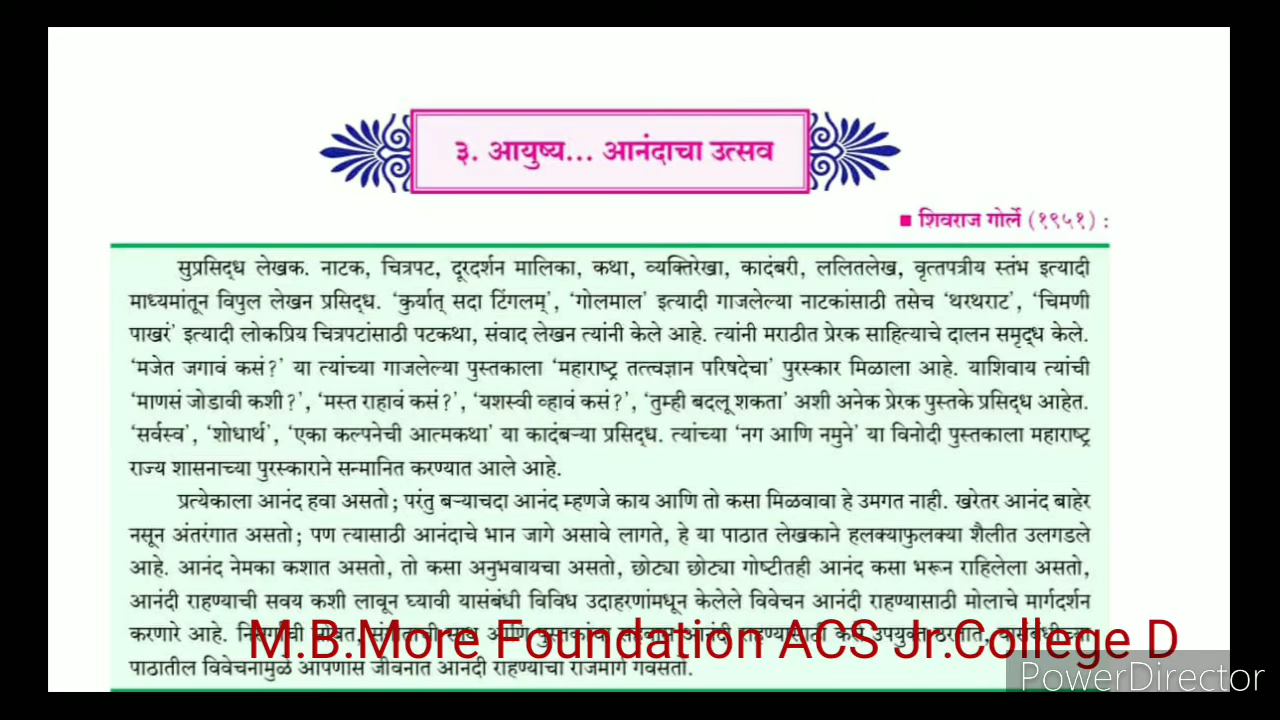 ३. आयुष्य... आनंदाचा उत्सव
■ शिवराज गोर्ले (१९५१) :
सुप्रसिद्ध लेखक. नाटक, चित्रपट, दूरदर्शन मालिका, कथा, व्यक्तिरेखा, कादंबरी, ललितलेख, वृत्तपत्रीय स्तंभ इत्यादी
माध्यमांतून विपुल लेखन प्रसिद्ध. ‘कुर्यात् सदा टिंगलम्’, ‘गोलमाल’ इत्यादी गाजलेल्या नाटकांसाठी तसेच ‘थरथराट’, ‘चिमणी
पाखरं’ इत्यादी लोकप्रिय चित्रपटांसाठी पटकथा, संवाद लेखन त्यांनी केले आहे. त्यांनी मराठीत प्रेरक साहित्याचे दालन समृद्ध केले.
‘मजेत जगावं कसं?’ या त्यांच्या गाजलेल्या पुस्तकाला ‘महाराष्ट्र तत्त्वज्ञान परिषदेचा’ पुरस्कार मिळाला आहे. याशिवाय त्यांची
‘माणसं जोडावी कशी?’, ‘मस्त राहावं कसं?’, ‘यशस्वी व्हावं कसं?’, ‘तुम्ही बदलू शकता’ अशी अनेक प्रेरक पुस्तके प्रसिद्ध आहेत.
‘सर्वस्व’, ‘शोधार्थ’, ‘एका कल्पनेची आत्मकथा’ या कादंबऱ्या प्रसिद्ध. त्यांच्या ‘नग आणि नमुने’ या विनोदी पुस्तकाला महाराष्ट्र
राज्य शासनाच्या पुरस्काराने सन्मानित करण्यात आले आहे.
प्रत्येकाला आनंद हवा असतो; परंतु बऱ्याचदा आनंद म्हणजे काय आणि तो कसा मिळवावा हे उमगत नाही. खरेतर आनंद बाहेर
नसून अंतरंगात असतो; पण त्यासाठी आनंदाचे भान जागे असावे लागते, हे या पाठात लेखकाने हलक्याफुलक्या शैलीत उलगडले
आहे. आनंद नेमका कशात असतो, तो कसा अनुभवायचा असतो, छोट्या छोट्या गोष्टीतही आनंद कसा भरून राहिलेला असतो,
आनंदी राहण्याची सवय कशी लावून घ्यावी यासंबंधी विविध उदाहरणांमधून केलेले विवेचन आनंदी राहण्यासाठी मोलाचे मार्गदर्शन
करणारे आहे. आणि आनंदी राहण्यासाठी उपयुक्त
M.B.More Foundation ACS Jr.College D
पाठातील विवेचनामुळे आपणास जीवनात आनंदी राहण्याचा राजमार्ग गवसतो.
PowerDirector